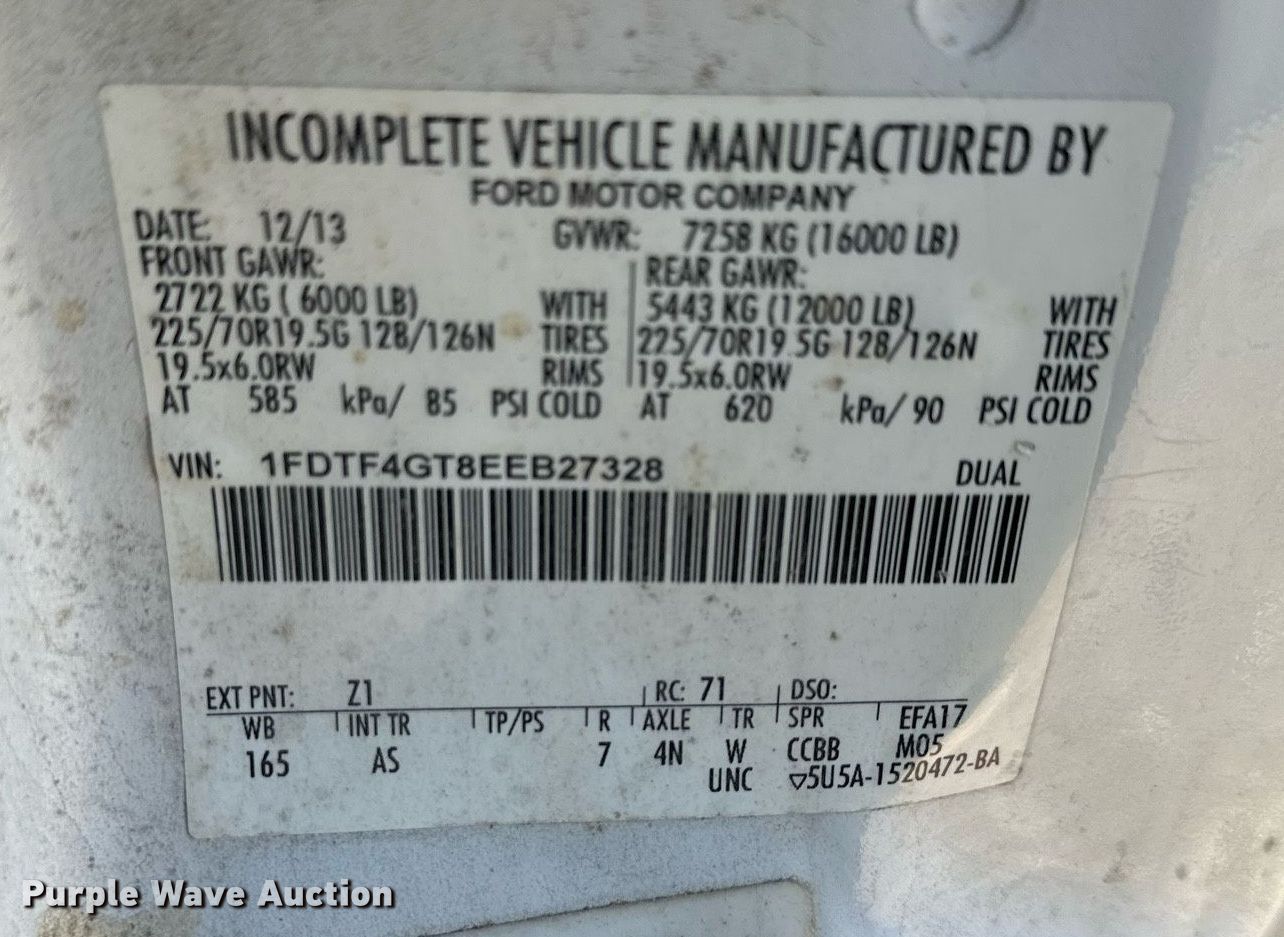 INCOMPLETE VEHICLE MANUFACTURED BY
FORD MOTOR COMPANY
DATE: 12/13 GVWR: 7258 KG (16000 LB)
FRONT GAWR: REAR GAWR:
2722 KG ( 6000 LB) WITH 5443 KG (12000 LB) WITH
225/70R19.5G 128/126N TIRES 225/70R19.5G 128/126N TIRES
19.5x6.0RW RIMS 19.5x6.0RW RIMS
AT 585 kPa/ 85 PSI COLD AT 620 kPa/ 90 PSI COLD
VIN: 1FDTF4GT8EEB27328 DUAL
EXT PNT: Z1 RC: 71 DSO:
WB INT TR TP/PS R AXLE TR SPR EFA17
165 AS 7 4N W CCBB M05
UNC ▽5U5A-1520472-BA
Purple Wave Auction